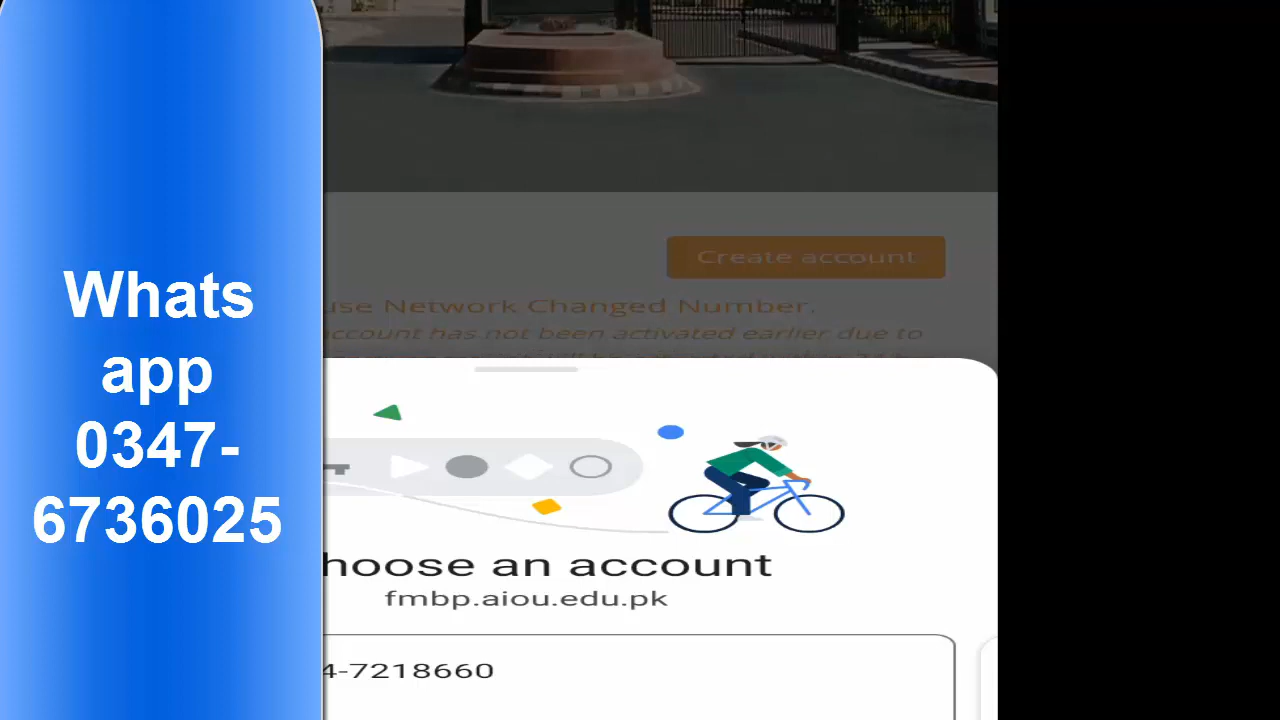 Whats
app
0347-
6736025
Create account
use Network Changed Number.
account has not been activated earlier due to
hoose an account
fmbp.aiou.edu.pk
4-7218660